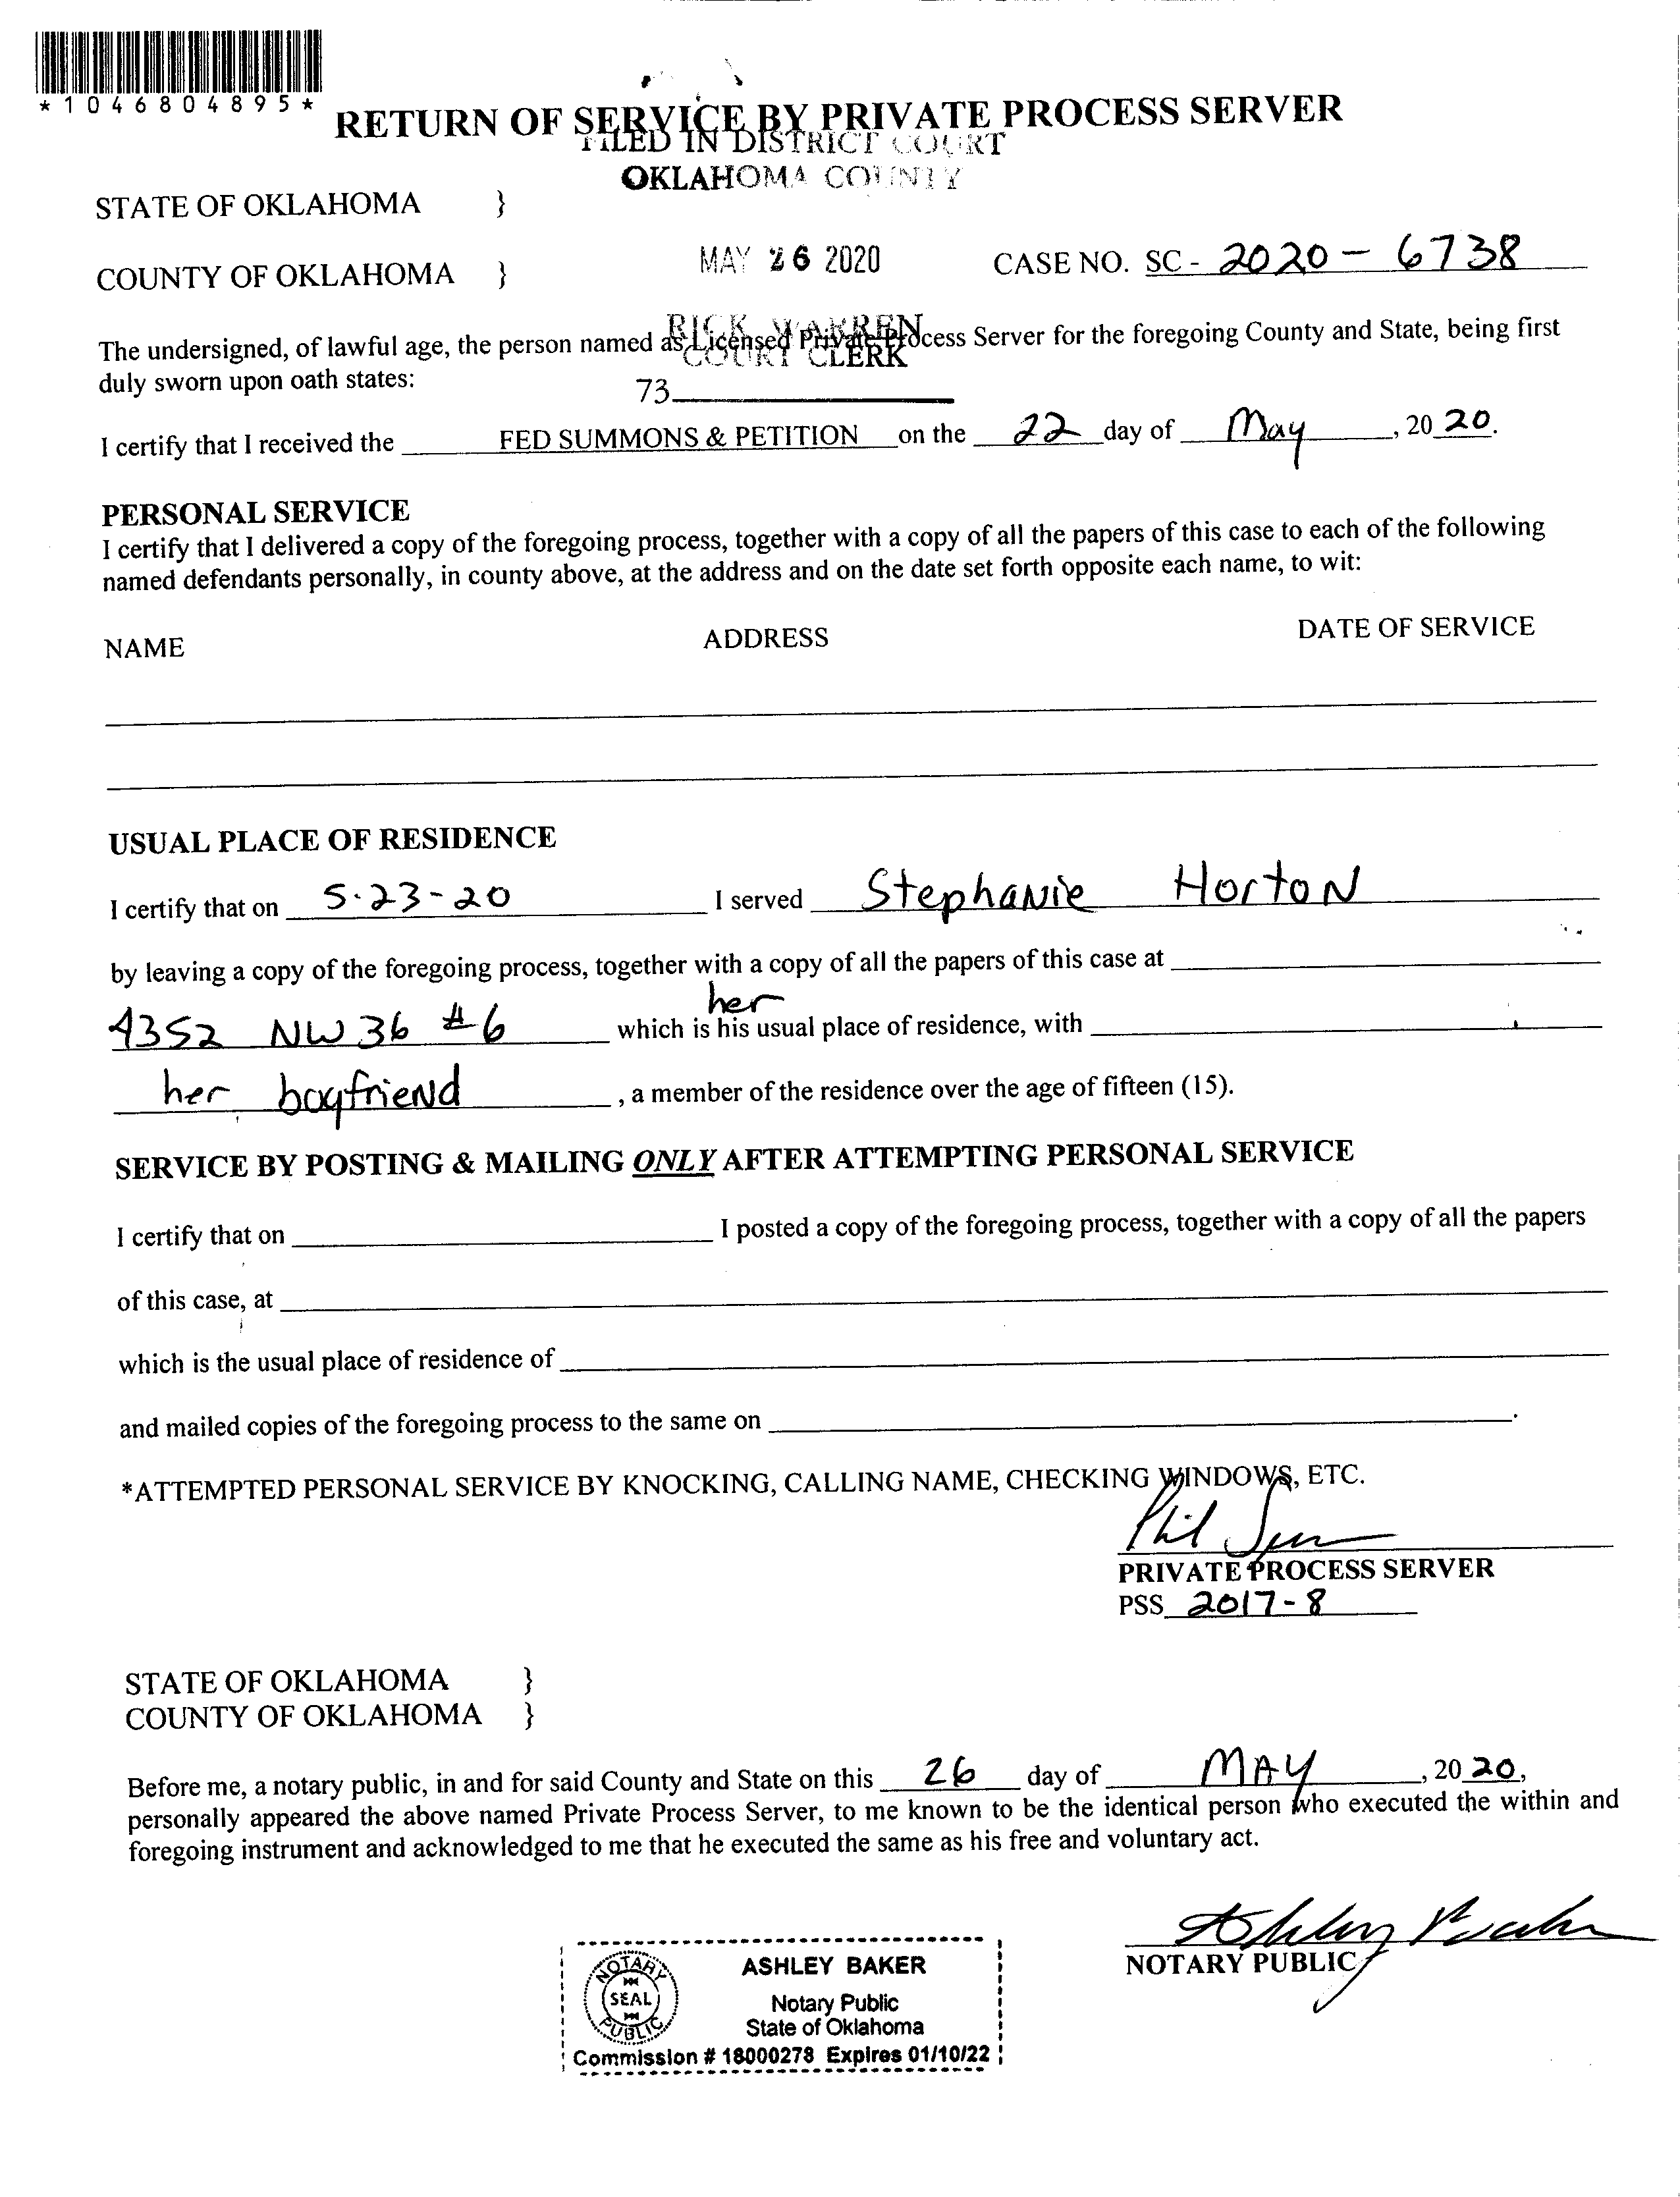 *1046804895*
RETURN OF SERVICE BY PRIVATE PROCESS SERVER
FILED IN DISTRICT COURT
OKLAHOMA COUNTY
STATE OF OKLAHOMA }
MAY 26 2020
CASE NO. SC - 2020 - 6738
COUNTY OF OKLAHOMA }
RICK WARREN
The undersigned, of lawful age, the person named as Licensed Private Process Server for the foregoing County and State, being first
COURT CLERK
duly sworn upon oath states:
73
I certify that I received the FED SUMMONS & PETITION on the 22 day of May, 20 20.
PERSONAL SERVICE
I certify that I delivered a copy of the foregoing process, together with a copy of all the papers of this case to each of the following
named defendants personally, in county above, at the address and on the date set forth opposite each name, to wit:
NAME ADDRESS DATE OF SERVICE
USUAL PLACE OF RESIDENCE
I certify that on 5-23-20 I served Stephanie Horton
by leaving a copy of the foregoing process, together with a copy of all the papers of this case at
her
4352 NW 36 #6 which is his usual place of residence, with
her boyfriend, a member of the residence over the age of fifteen (15).
SERVICE BY POSTING & MAILING ONLY AFTER ATTEMPTING PERSONAL SERVICE
I certify that on I posted a copy of the foregoing process, together with a copy of all the papers
of this case, at
which is the usual place of residence of
and mailed copies of the foregoing process to the same on .
*ATTEMPTED PERSONAL SERVICE BY KNOCKING, CALLING NAME, CHECKING WINDOWS, ETC.
Phil
PRIVATE PROCESS SERVER
PSS 2017-8
STATE OF OKLAHOMA }
COUNTY OF OKLAHOMA }
Before me, a notary public, in and for said County and State on this 26 day of MAY, 20 20,
personally appeared the above named Private Process Server, to me known to be the identical person who executed the within and
foregoing instrument and acknowledged to me that he executed the same as his free and voluntary act.
Ashley Baker
NOTARY PUBLIC
NOTARY
SEAL
PUBLIC
ASHLEY BAKER
Notary Public
State of Oklahoma
Commission # 18000278 Expires 01/10/22